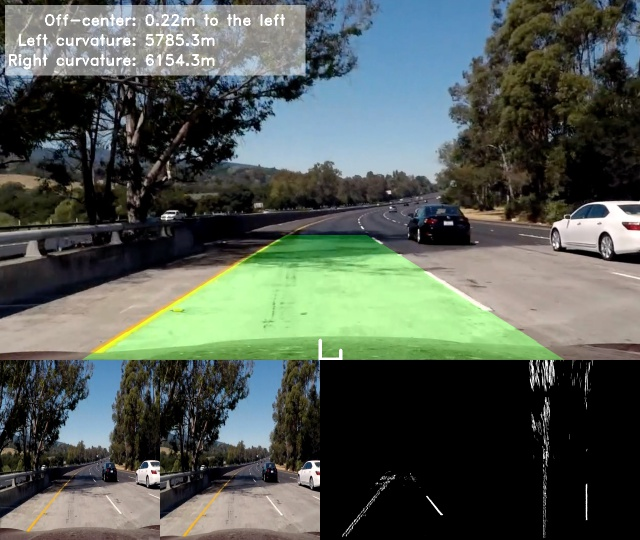 Off-center: 0.22m to the left
Left curvature: 5785.3m
Right curvature: 6154.3m